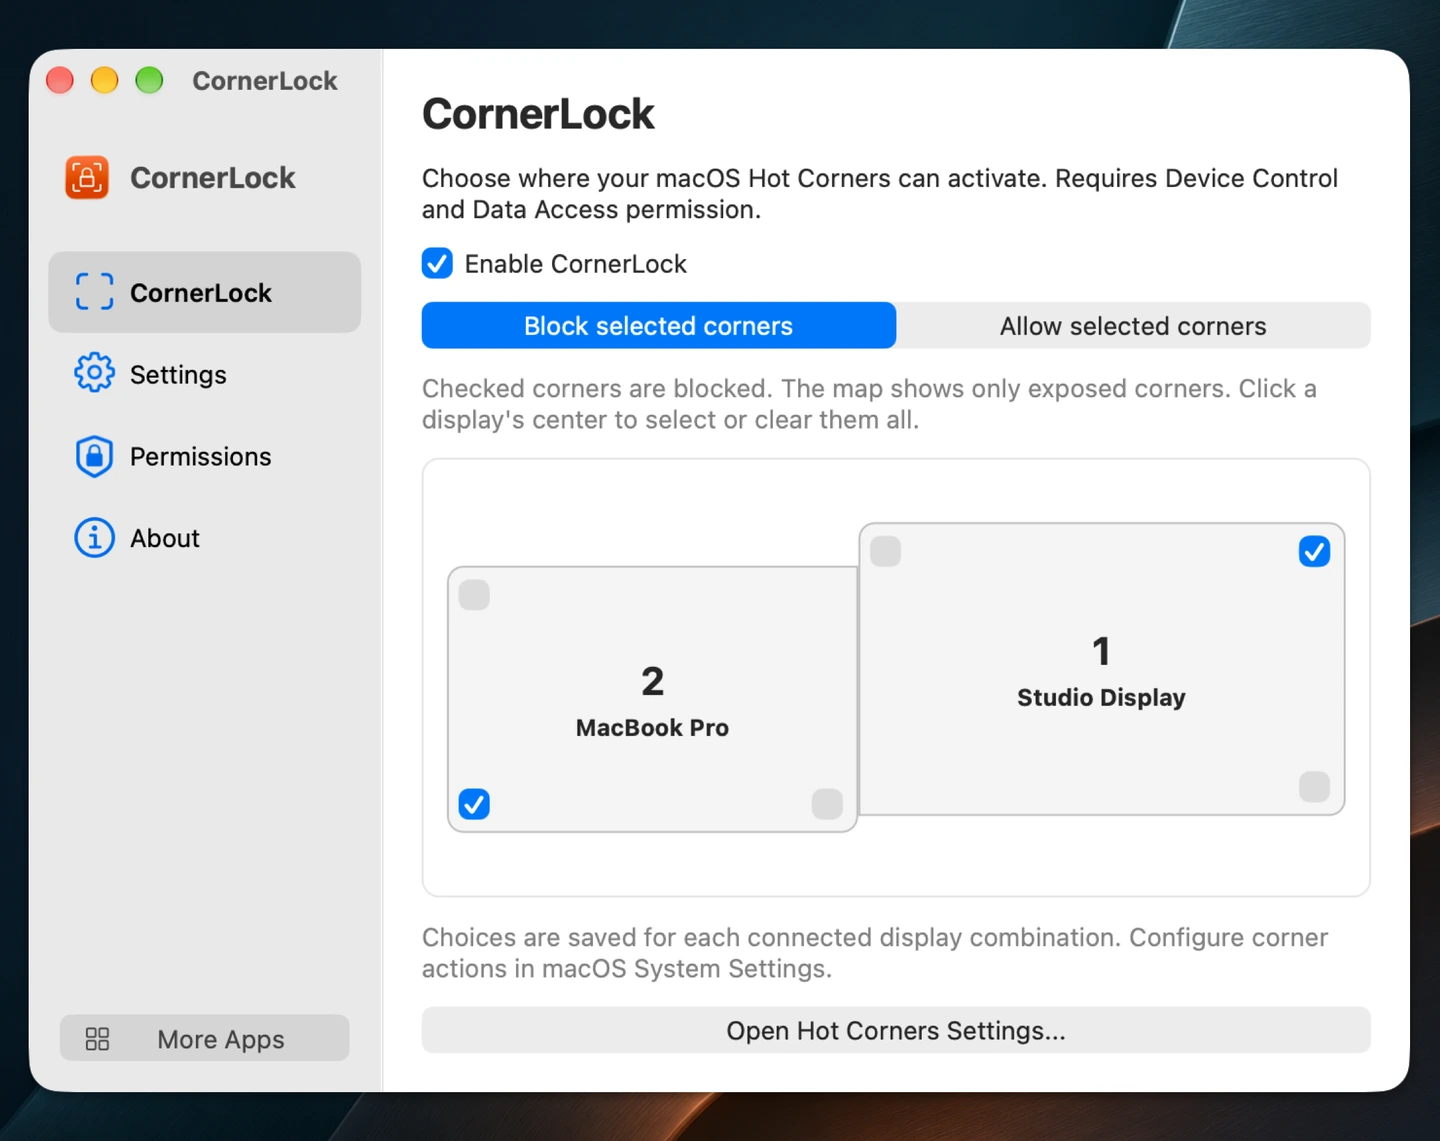 CornerLock
CornerLock
CornerLock
Settings
Permissions
About
More Apps
CornerLock
Choose where your macOS Hot Corners can activate. Requires Device Control
and Data Access permission.
Enable CornerLock
Block selected corners
Allow selected corners
Checked corners are blocked. The map shows only exposed corners. Click a
display's center to select or clear them all.
2
MacBook Pro
1
Studio Display
Choices are saved for each connected display combination. Configure corner
actions in macOS System Settings.
Open Hot Corners Settings...